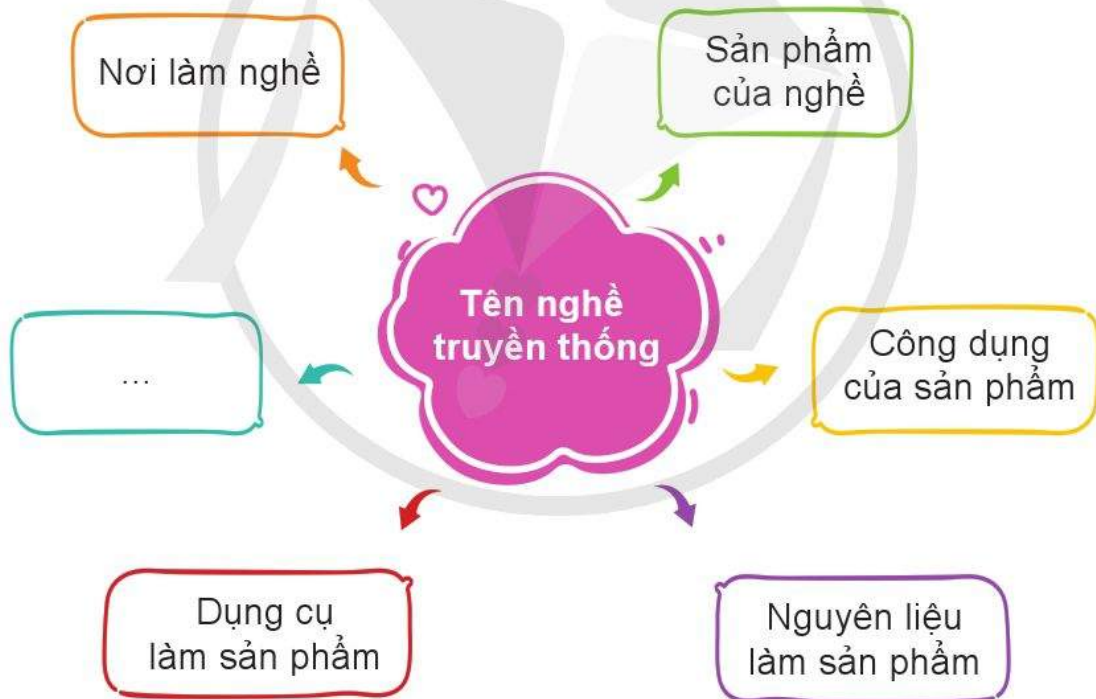 Nơi làm nghề
Sản phẩm
của nghề
Tên nghề
truyền thống
...
Công dụng
của sản phẩm
Dụng cụ
làm sản phẩm
Nguyên liệu
làm sản phẩm